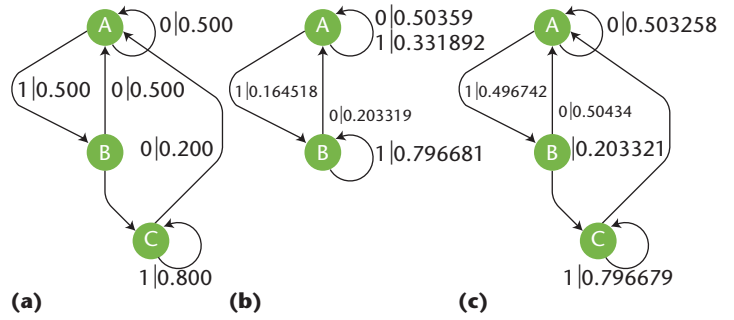 A
0|0.500
1|0.500
0|0.500
B
0|0.200
C
1|0.800
(a)
A
0|0.50359
1|0.331892
1|0.164518
0|0.203319
B
1|0.796681
(b)
A
0|0.503258
1|0.496742
0|0.50434
B
|0.203321
C
1|0.796679
(c)